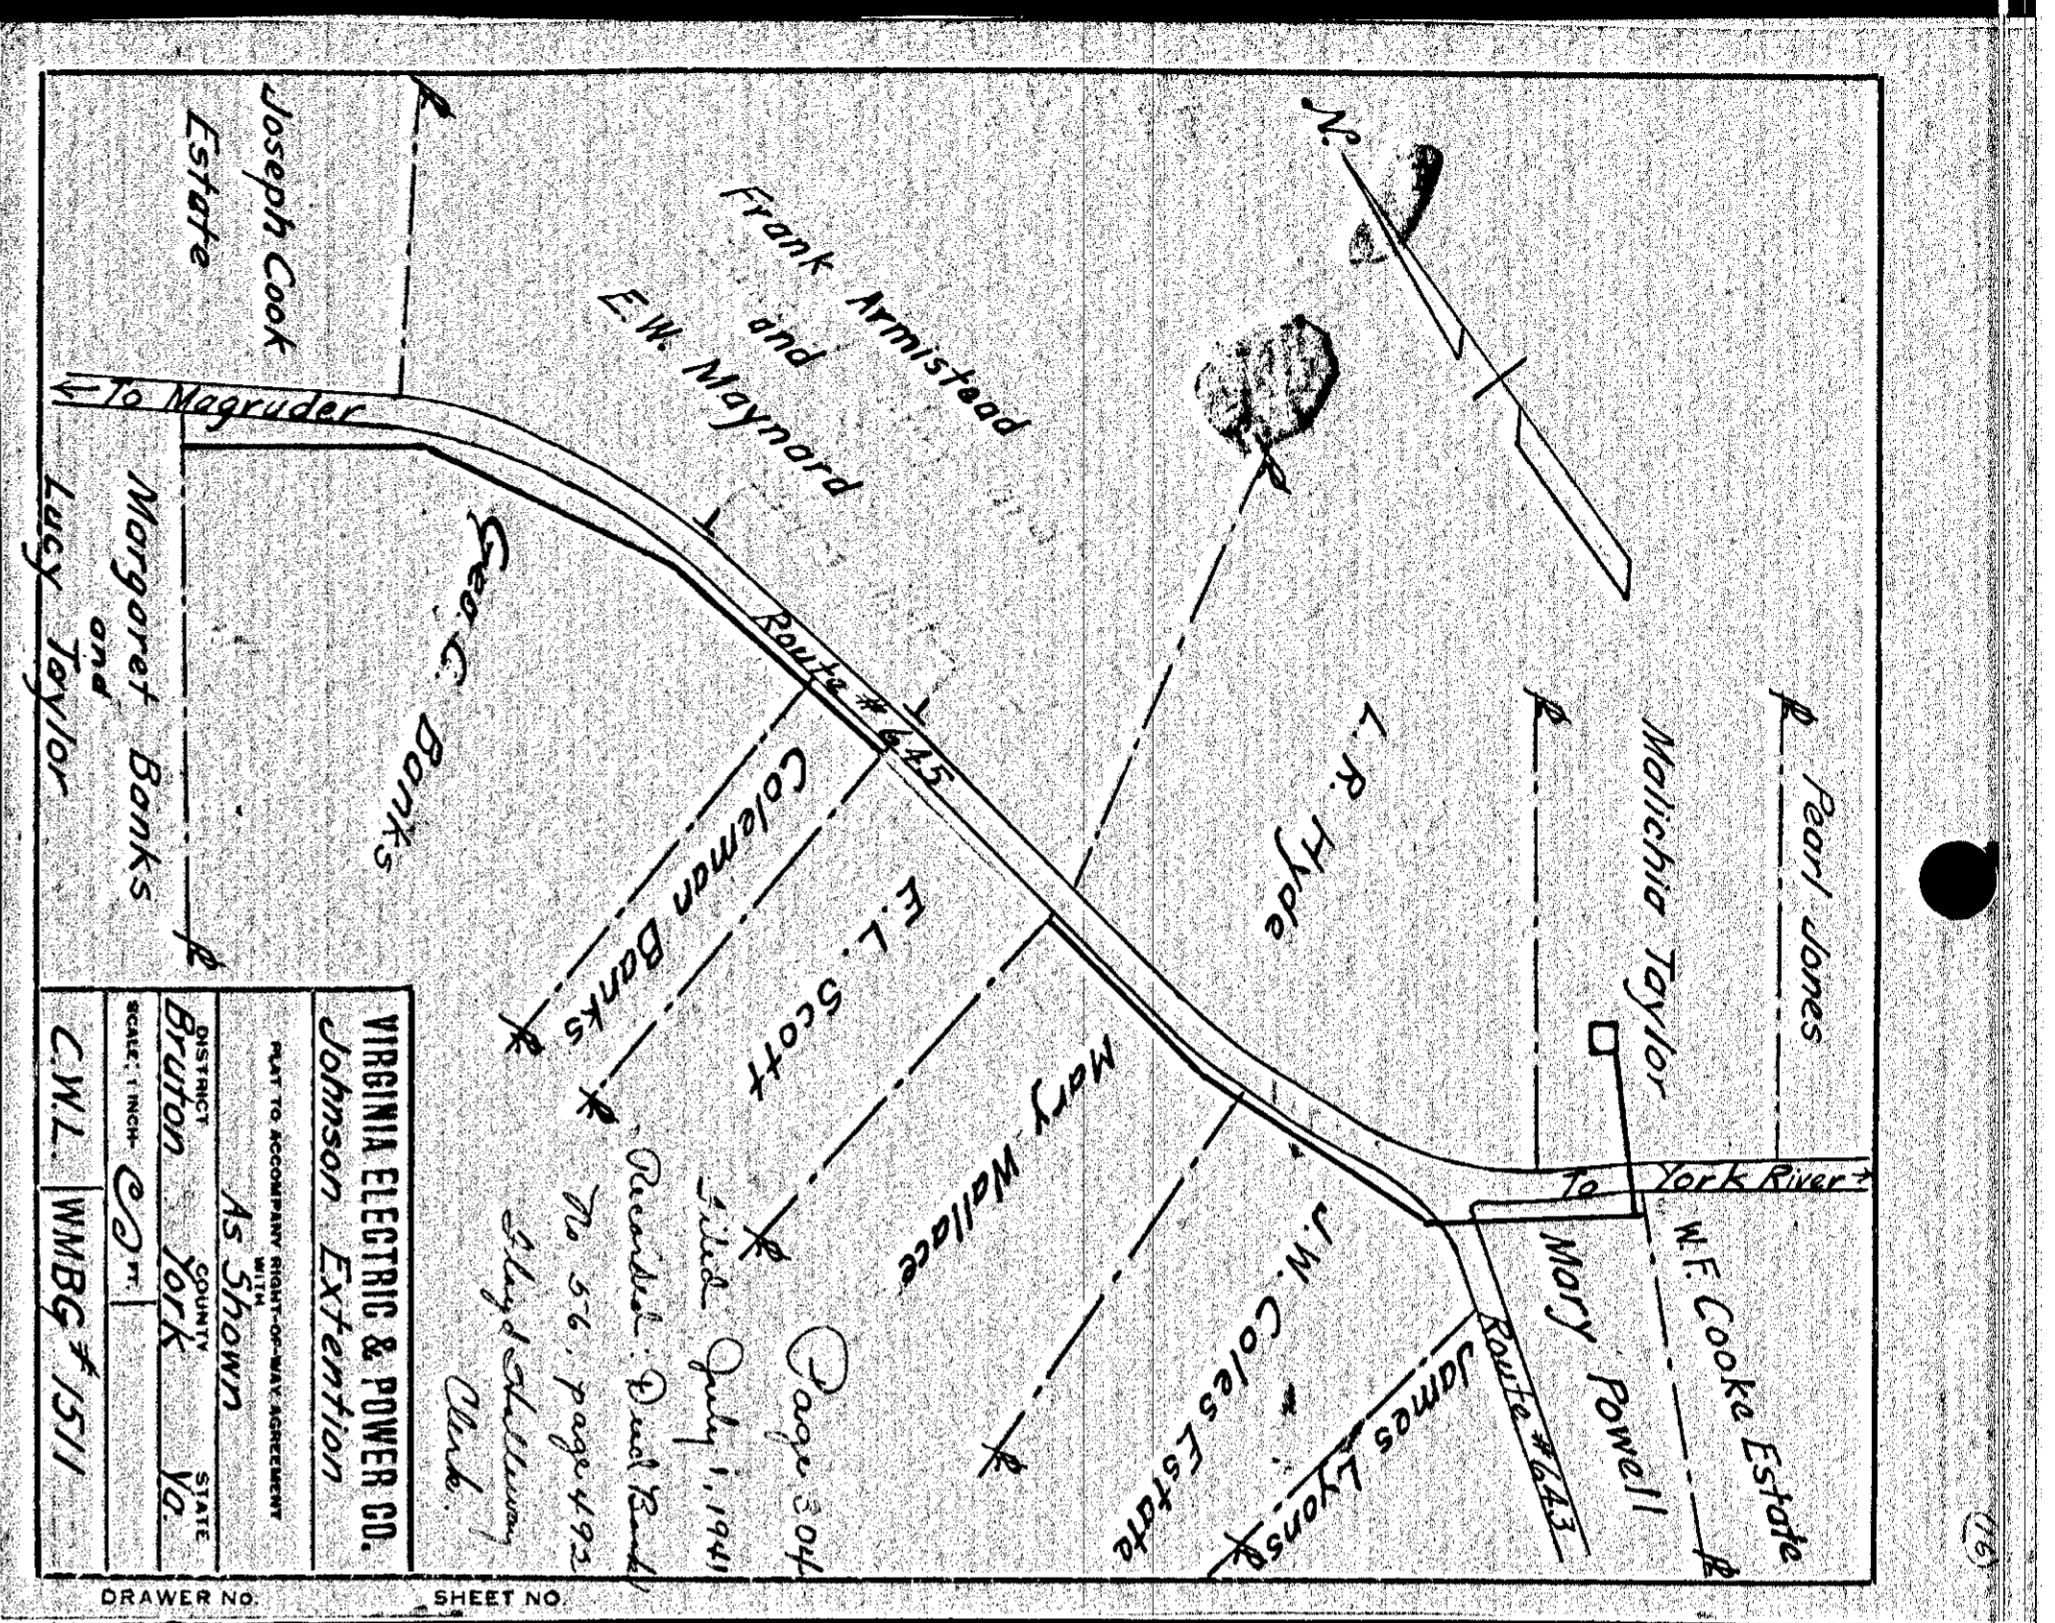 N.
Joseph Cook
Estate
Frank Armistead
and
E.W. Maynard
L.R. Hyde
Malichia Taylor
Pearl Jones
← To Magruder
Route # 645
To York River →
Margaret Banks
and
Lucy Taylor
Geo. C. Banks
Coleman Banks
E. L. Scott
Mary Wallace
J.W. Coles Estate
James Lyons
Route #643
Mary Powell
W.F. Cooke Estate
Page 304
Filed July 1, 1941
Recorded: Deed Book
No 56, page 492
Floyd Holloway
Clerk.
VIRGINIA ELECTRIC & POWER CO.
Johnson Extention
PLAT TO ACCOMPANY RIGHT-OF-WAY AGREEMENT
WITH
As Shown
DISTRICT COUNTY STATE
Bruton York Va.
SCALE, 1 INCH= FT.
C.W.L. WMBG #1511
DRAWER NO. SHEET NO.
(16)